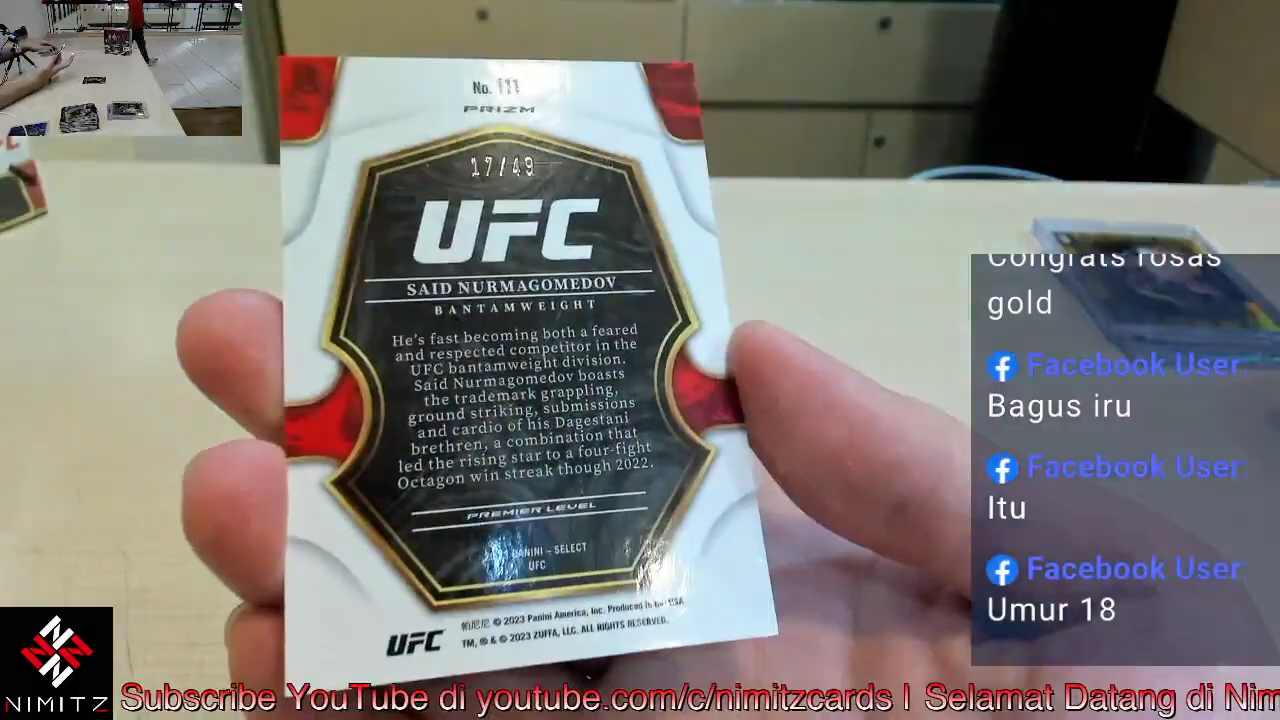 No. 111
PRIZM
17/49
UFC
SAID NURMAGOMEDOV
BANTAMWEIGHT
He's fast becoming both a feared
and respected competitor in the
UFC bantamweight division.
Said Nurmagomedov boasts
the trademark grappling,
ground striking, submissions
and cardio of his Dagestani
brethren, a combination that
led the rising star to a four-fight
Octagon win streak though 2022.
PREMIER LEVEL
PANINI – SELECT
UFC
UFC
帕尼尼 © 2023 Panini America, Inc. Produced in the USA
TM, ® & © 2023 ZUFFA, LLC. ALL RIGHTS RESERVED.
Congrats rosas
gold
Facebook User
Bagus iru
Facebook User:
Itu
Facebook User:
Umur 18
NIMITZ
Subscribe YouTube di youtube.com/c/nimitzcards I Selamat Datang di Nim